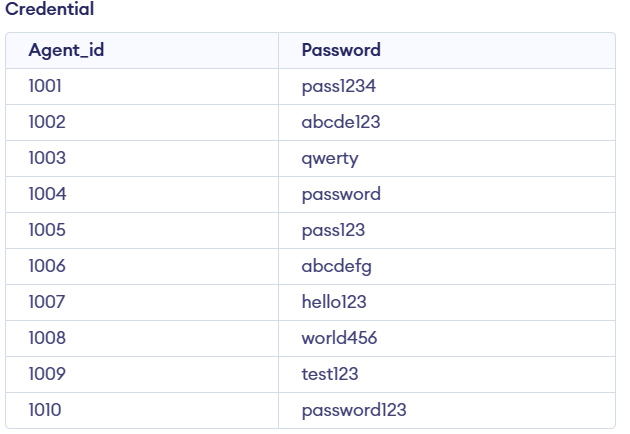 Credential
Agent_id Password
1001 pass1234
1002 abcde123
1003 qwerty
1004 password
1005 pass123
1006 abcdefg
1007 hello123
1008 world456
1009 test123
1010 password123